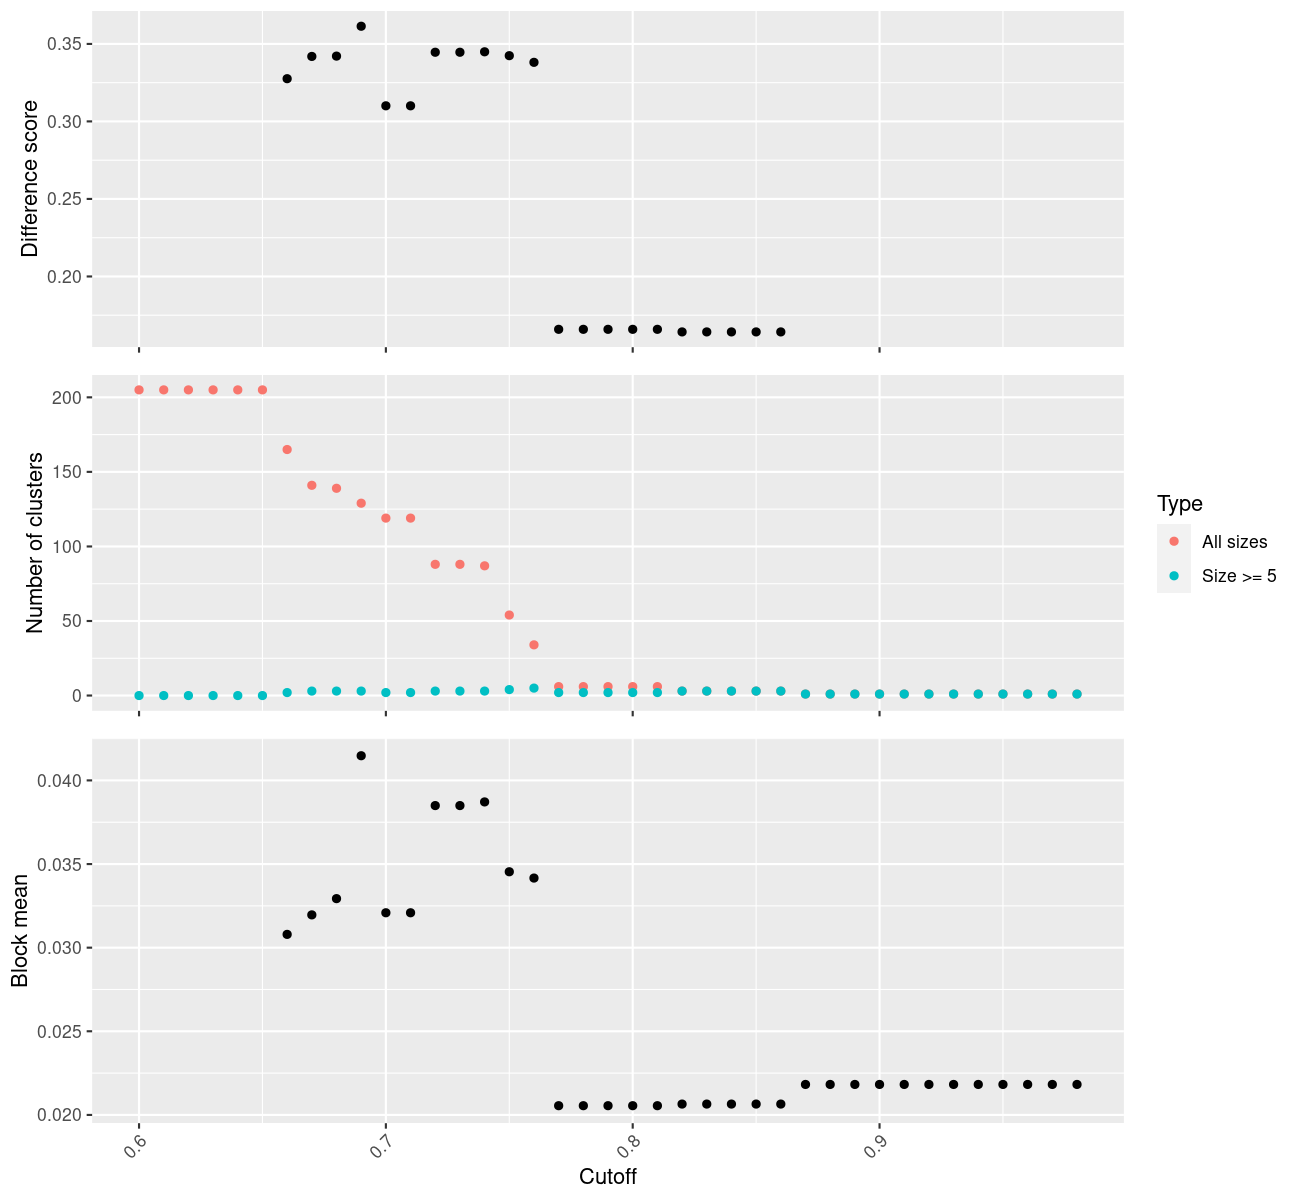 Difference score
0.35
0.30
0.25
0.20
Number of clusters
200
150
100
50
0
Type
All sizes
Size >= 5
Block mean
0.040
0.035
0.030
0.025
0.020
0.6 0.7 0.8 0.9
Cutoff